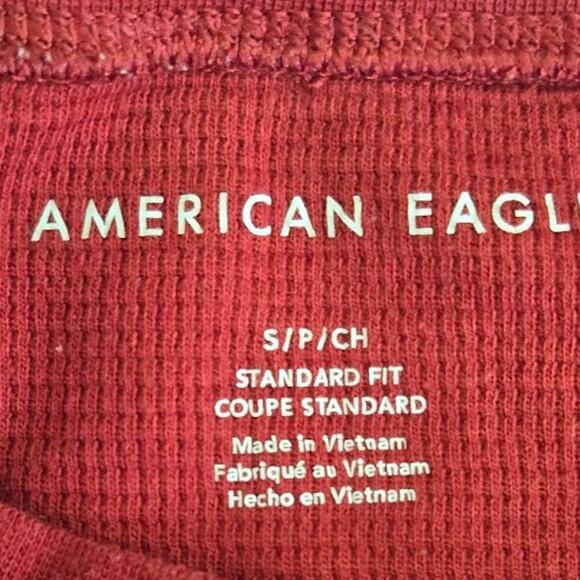 AMERICAN EAGL
S/P/CH
STANDARD FIT
COUPE STANDARD
Made in Vietnam
Fabriqué au Vietnam
Hecho en Vietnam